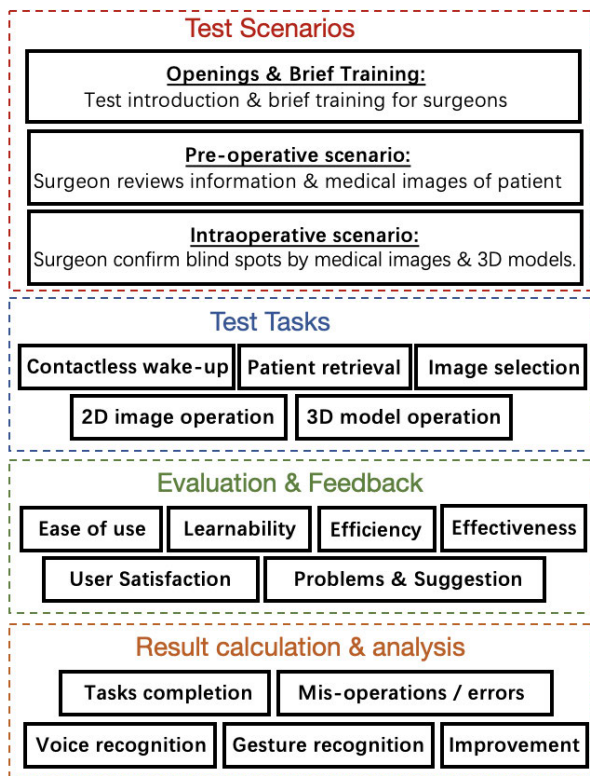 Test Scenarios
Openings & Brief Training:
Test introduction & brief training for surgeons
Pre-operative scenario:
Surgeon reviews information & medical images of patient
Intraoperative scenario:
Surgeon confirm blind spots by medical images & 3D models.
Test Tasks
Contactless wake-up Patient retrieval Image selection
2D image operation 3D model operation
Evaluation & Feedback
Ease of use Learnability Efficiency Effectiveness
User Satisfaction Problems & Suggestion
Result calculation & analysis
Tasks completion Mis-operations / errors
Voice recognition Gesture recognition Improvement